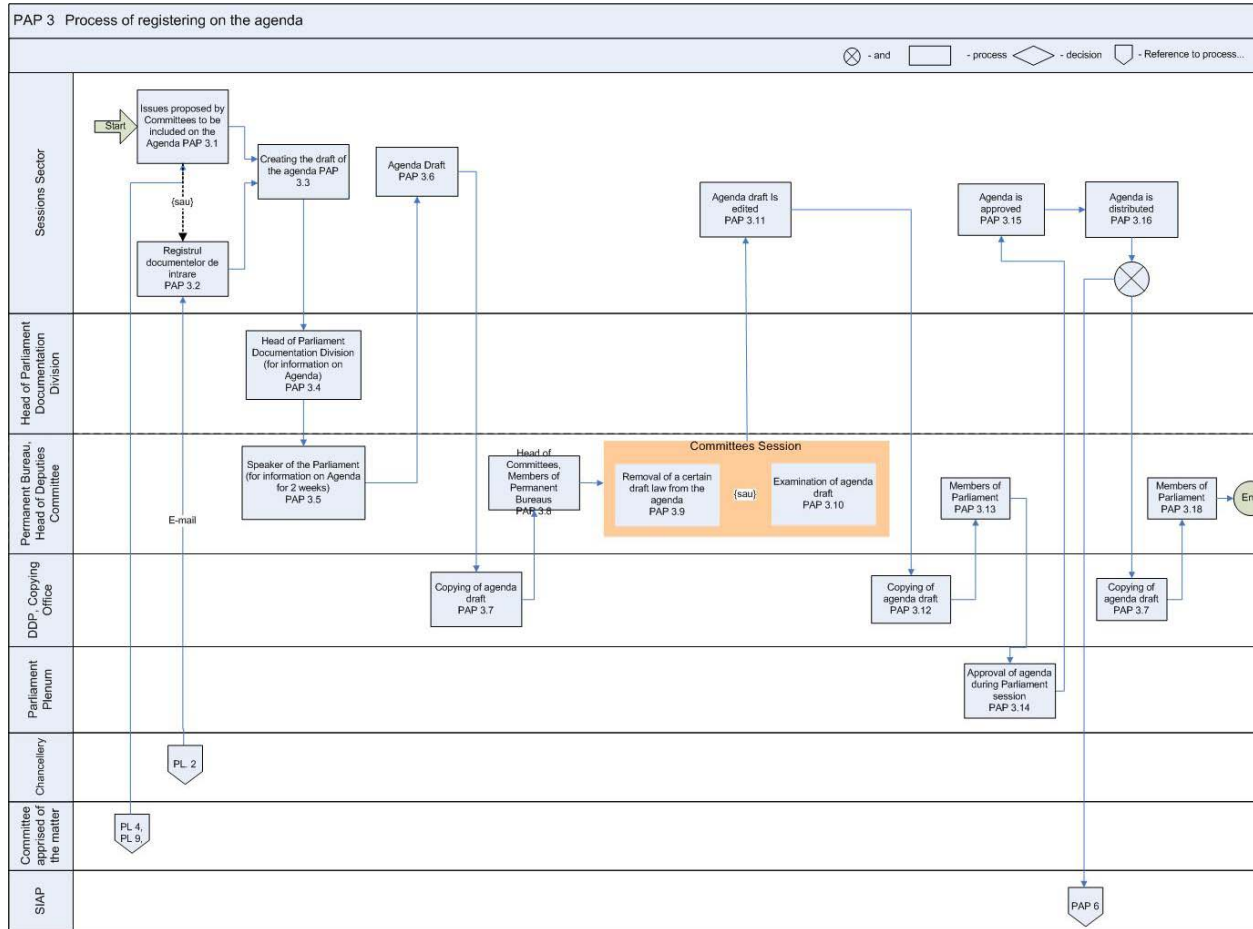 PAP 3 Process of registering on the agenda
- and
- process
- decision
- Reference to process...
Sessions Sector
Start
Issues proposed by
Committees to be
included on the
Agenda PAP 3.1
{sau}
Registrul
documentelor de
intrare
PAP 3.2
Creating the draft of
the agenda PAP
3.3
Agenda Draft
PAP 3.6
Agenda draft Is
edited
PAP 3.11
Agenda is
approved
PAP 3.15
Agenda is
distributed
PAP 3.16
Head of Parliament
Documentation
Division
Head of Parliament
Documentation Division
(for information on
Agenda)
PAP 3.4
Permanent Bureau,
Head of Deputies
Committee
Speaker of the Parliament
(for information on Agenda
for 2 weeks)
PAP 3.5
Head of
Committees,
Members of
Permanent
Bureaus
PAP 3.8
Committees Session
Removal of a certain
draft law from the
agenda
PAP 3.9
{sau}
Examination of agenda
draft
PAP 3.10
Members of
Parliament
PAP 3.13
Members of
Parliament
PAP 3.18
En
E-mail
DDP, Copying
Office
Copying of agenda
draft
PAP 3.7
Copying of
agenda draft
PAP 3.12
Copying of
agenda draft
PAP 3.7
Parliament
Plenum
Approval of agenda
during Parliament
session
PAP 3.14
Chancellery
PL. 2
Committee
apprised of
the matter
PL 4,
PL 9,
SIAP
PAP 6